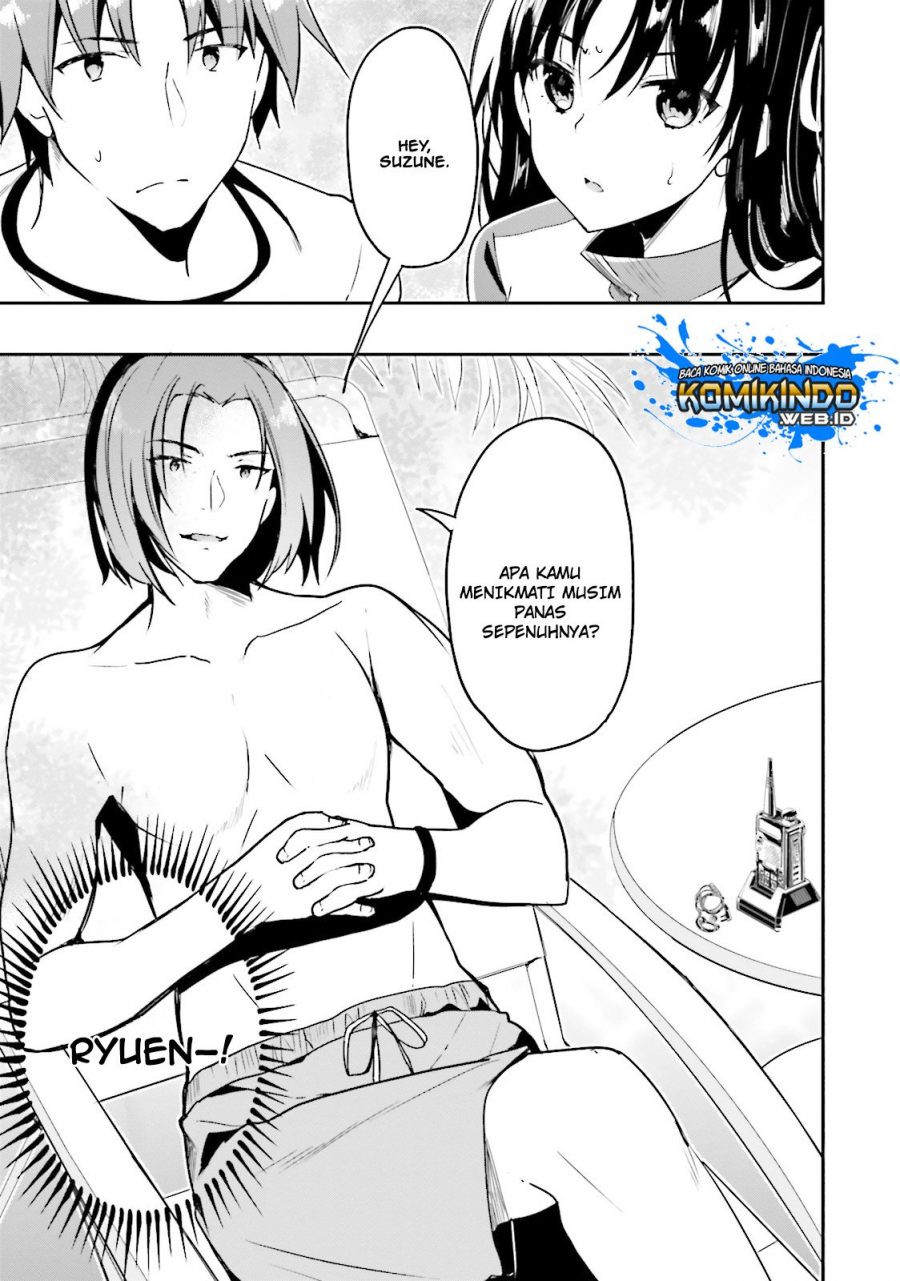 HEY,
SUZUNE.
BACA KOMIK ONLINE BAHASA INDONESIA
KOMIKINDO
.WEB.ID
APA KAMU
MENIKMATI MUSIM
PANAS
SEPENUHNYA?
RYUEN-!